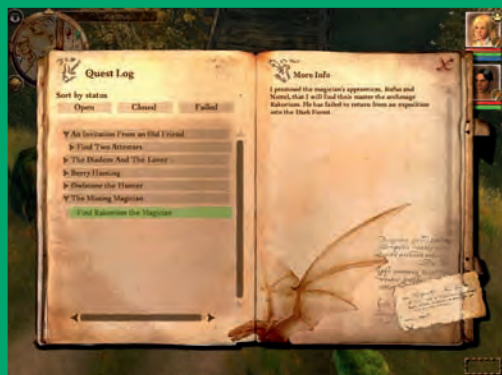 Quest Log
Sort by status
Open Closed Failed
An Invitation From an Old Friend
Find Two Attesters
The Diadem And The Lover
Berry Hunting
the Hunter
The Missing Magician
Find Rakorium the Magician
More Info
I promised the magician's apprentices, Rufus and
that I will find their master the archmage
Rakorium. He has failed to return from an expedition
into the Dark Forest.